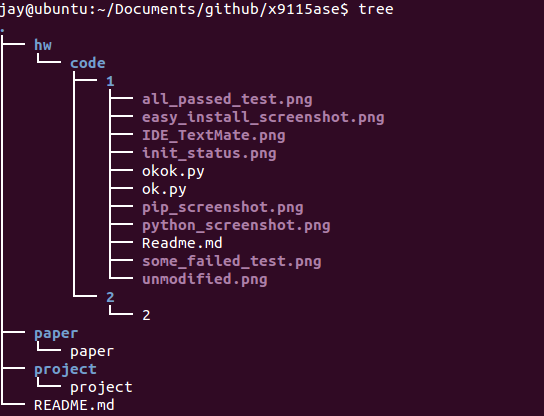 jay@ubuntu:~/Documents/github/x9115ase$ tree
.
├── hw
│   └── code
│       ├── 1
│       │   ├── all_passed_test.png
│       │   ├── easy_install_screenshot.png
│       │   ├── IDE_TextMate.png
│       │   ├── init_status.png
│       │   ├── okok.py
│       │   ├── ok.py
│       │   ├── pip_screenshot.png
│       │   ├── python_screenshot.png
│       │   ├── Readme.md
│       │   ├── some_failed_test.png
│       │   └── unmodified.png
│       └── 2
│           └── 2
├── paper
│   └── paper
├── project
│   └── project
└── README.md